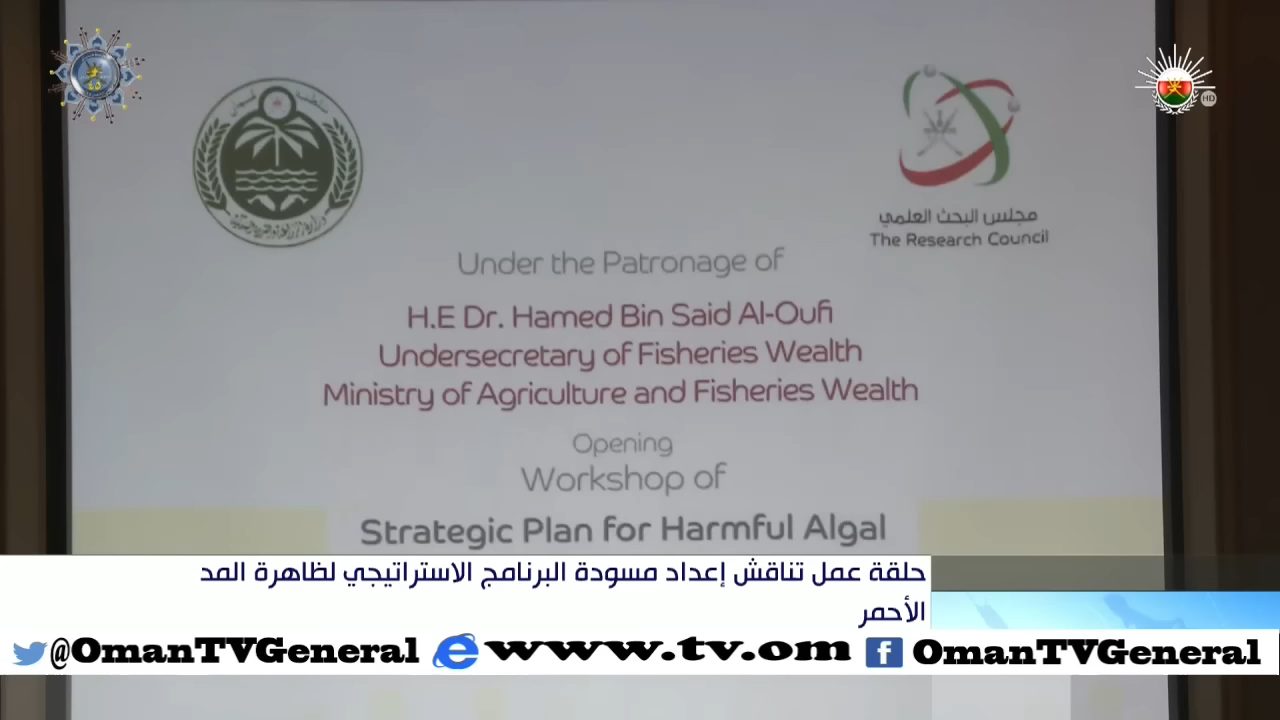 HD
مجلس البحث العلمي
The Research Council
Under the Patronage of
H.E Dr. Hamed Bin Said Al-Oufi
Undersecretary of Fisheries Wealth
Ministry of Agriculture and Fisheries Wealth
Opening
Workshop of
Strategic Plan for Harmful Algal
حلقة عمل تناقش إعداد مسودة البرنامج الاستراتيجي لظاهرة المد
الأحمر
@OmanTVGeneral www.tv.om OmanTVGeneral